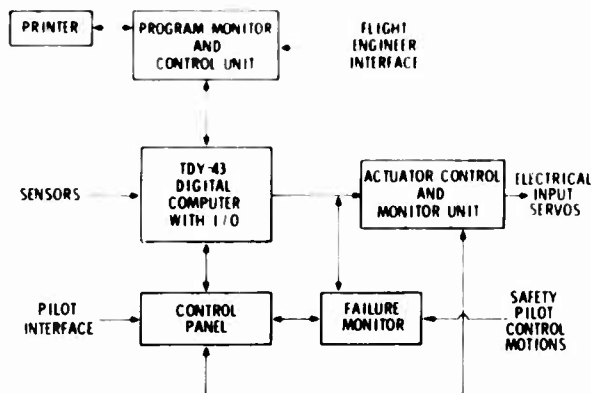 PRINTER
PROGRAM MONITOR
AND
CONTROL UNIT
FLIGHT
ENGINEER
INTERFACE
SENSORS
TDY-43
DIGITAL
COMPUTER
WITH I/O
ACTUATOR CONTROL
AND
MONITOR UNIT
ELECTRICAL
INPUT
SERVOS
PILOT
INTERFACE
CONTROL
PANEL
FAILURE
MONITOR
SAFETY
PILOT
CONTROL
MOTIONS